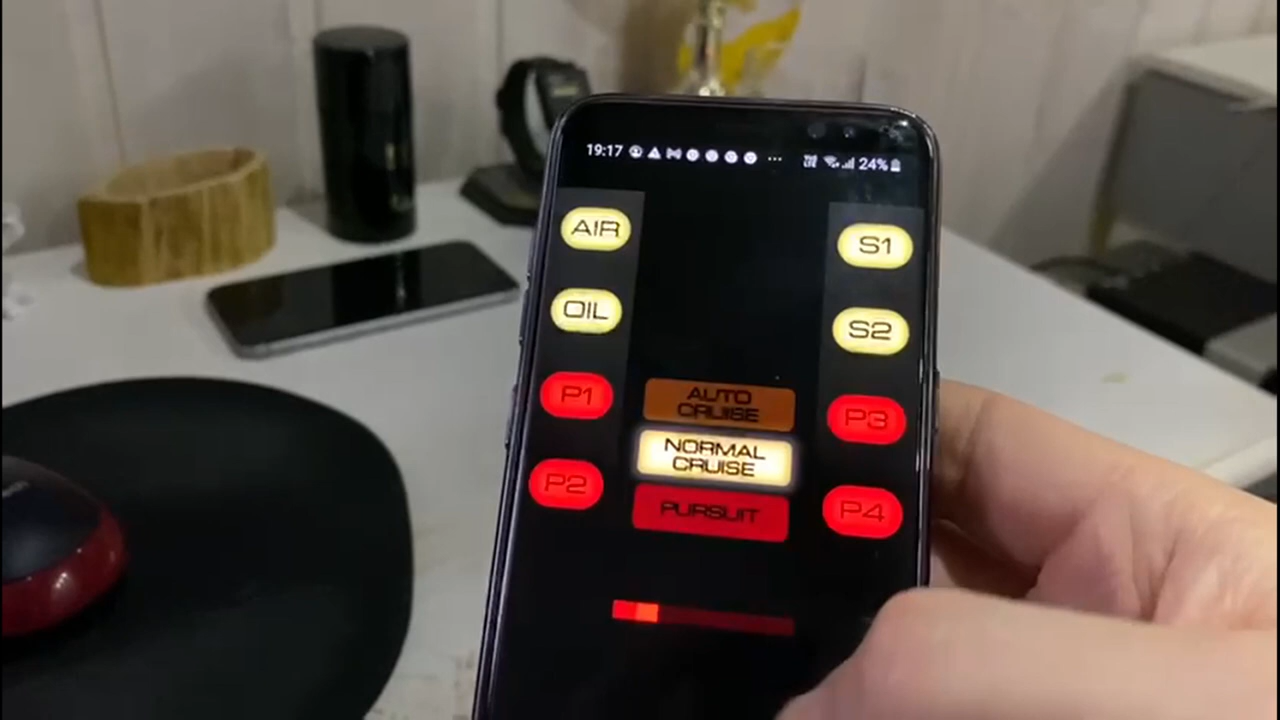 19:17
24%
AIR
S1
OIL
S2
P1
AUTO
CRUISE
P3
NORMAL
CRUISE
P2
PURSUIT
P4